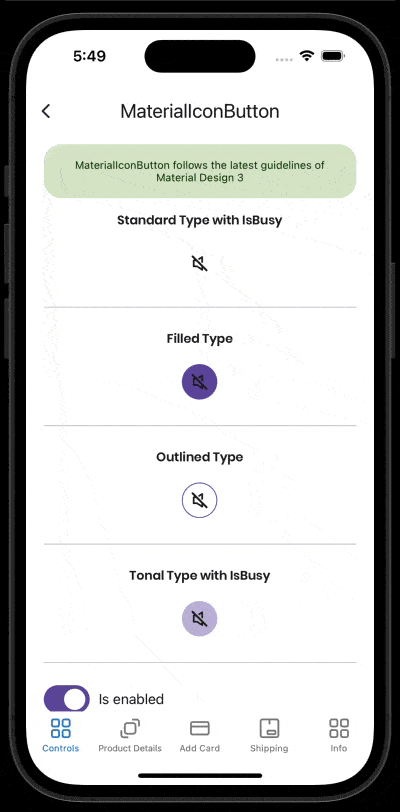 5:49
MaterialIconButton
MaterialIconButton follows the latest guidelines of
Material Design 3
Standard Type with IsBusy
Filled Type
Outlined Type
Tonal Type with IsBusy
Is enabled
Controls
Product Details
Add Card
Shipping
Info